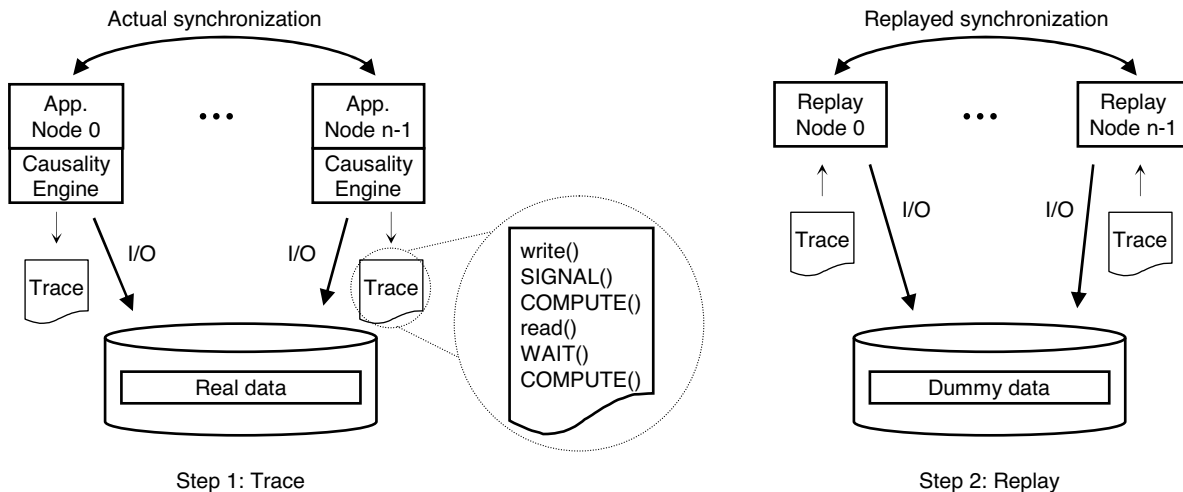 Actual synchronization
App.
Node 0
Causality
Engine
•••
App.
Node n-1
Causality
Engine
I/O
I/O
Trace
Trace
write()
SIGNAL()
COMPUTE()
read()
WAIT()
COMPUTE()
Real data
Step 1: Trace
Replayed synchronization
Replay
Node 0
•••
Replay
Node n-1
I/O
I/O
Trace
Trace
Dummy data
Step 2: Replay